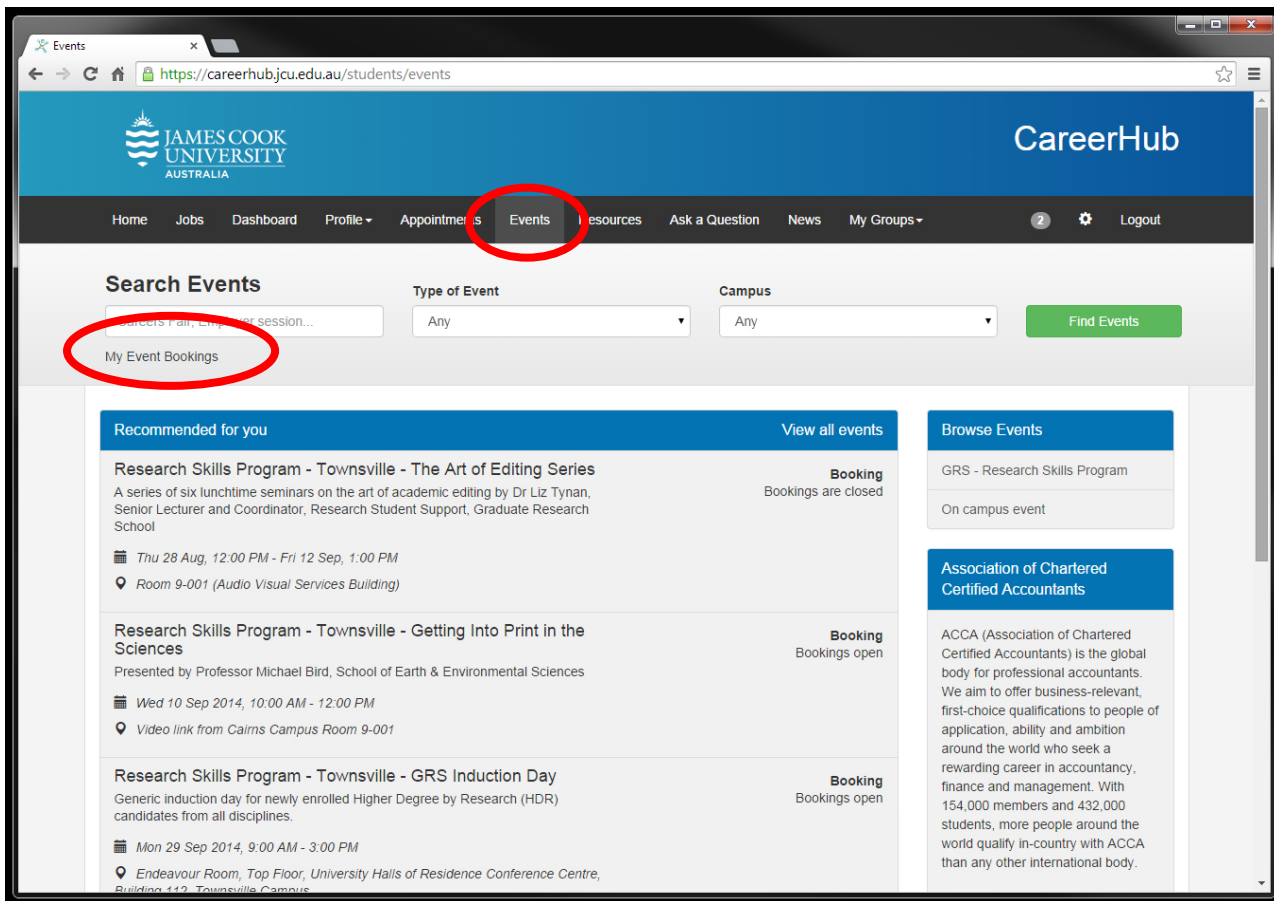 Events
https://careerhub.jcu.edu.au/students/events
JAMES COOK
UNIVERSITY
AUSTRALIA
CareerHub
Home Jobs Dashboard Profile Appointments Events Resources Ask a Question News My Groups 2 Logout
Search Events
Type of Event
Campus
Careers Fair, Employer session...
Any
Any
Find Events
My Event Bookings
Recommended for you
View all events
Research Skills Program - Townsville - The Art of Editing Series
A series of six lunchtime seminars on the art of academic editing by Dr Liz Tynan,
Senior Lecturer and Coordinator, Research Student Support, Graduate Research
School
Booking
Bookings are closed
Thu 28 Aug, 12:00 PM - Fri 12 Sep, 1:00 PM
Room 9-001 (Audio Visual Services Building)
Research Skills Program - Townsville - Getting Into Print in the
Sciences
Presented by Professor Michael Bird, School of Earth & Environmental Sciences
Booking
Bookings open
Wed 10 Sep 2014, 10:00 AM - 12:00 PM
Video link from Cairns Campus Room 9-001
Research Skills Program - Townsville - GRS Induction Day
Generic induction day for newly enrolled Higher Degree by Research (HDR)
candidates from all disciplines.
Booking
Bookings open
Mon 29 Sep 2014, 9:00 AM - 3:00 PM
Endeavour Room, Top Floor, University Halls of Residence Conference Centre,
Building 112, Townsville Campus
Browse Events
GRS - Research Skills Program
On campus event
Association of Chartered
Certified Accountants
ACCA (Association of Chartered
Certified Accountants) is the global
body for professional accountants.
We aim to offer business-relevant,
first-choice qualifications to people of
application, ability and ambition
around the world who seek a
rewarding career in accountancy,
finance and management. With
154,000 members and 432,000
students, more people around the
world qualify in-country with ACCA
than any other international body.